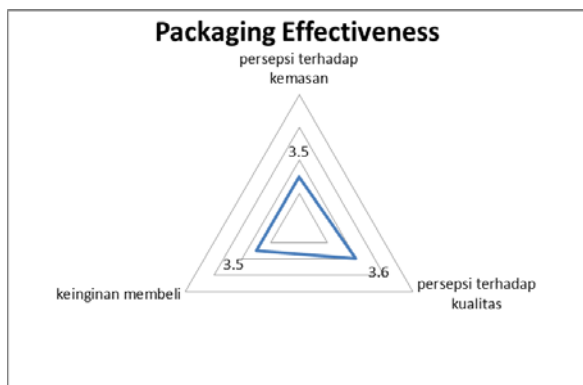 Packaging Effectiveness
persepsi terhadap
kemasan
3.5
3.5
3.6
keinginan membeli
persepsi terhadap
kualitas